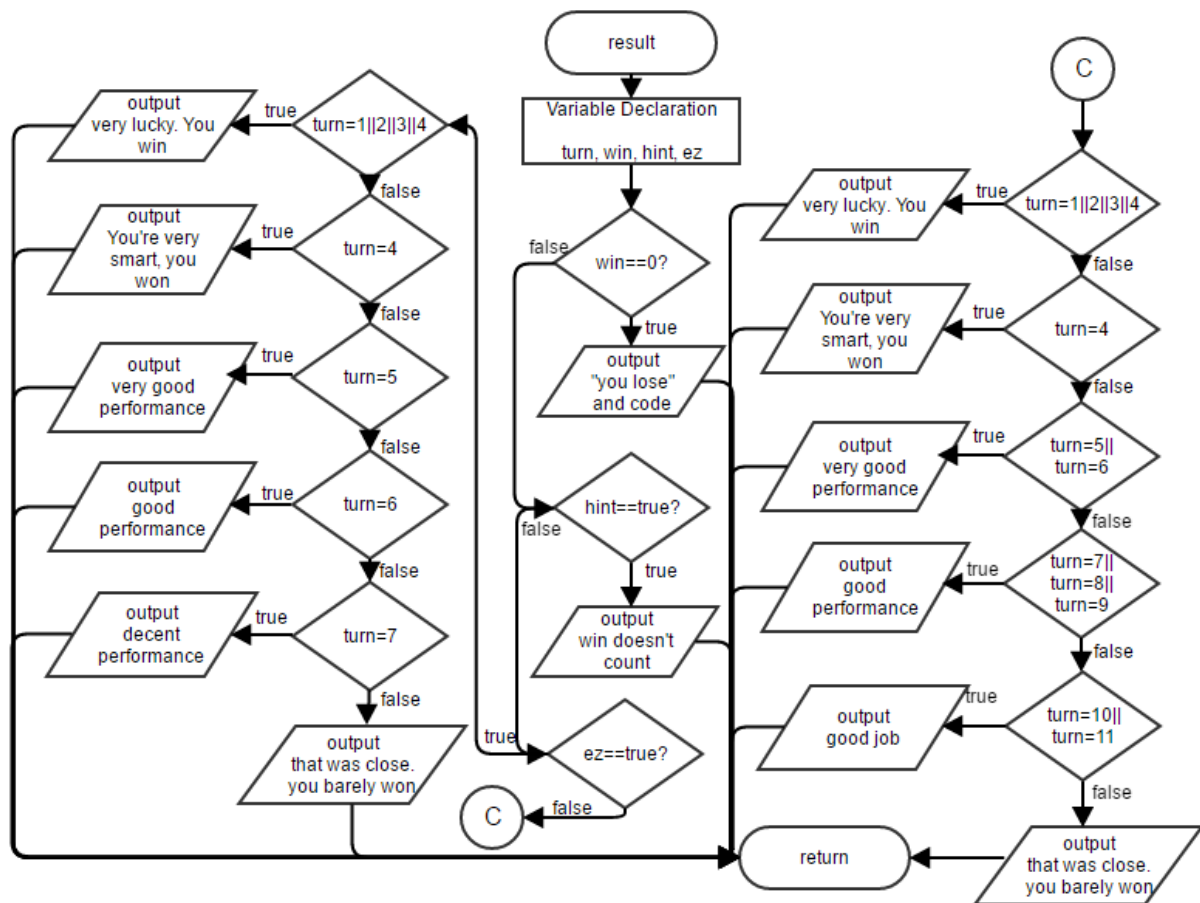 result
Variable Declaration
turn, win, hint, ez
win==0?
false
true
output
"you lose"
and code
hint==true?
false
true
output
win doesn't
count
ez==true?
true
false
C
turn=1||2||3||4
true
output
very lucky. You
win
false
turn=4
true
output
You're very
smart, you
won
false
turn=5
true
output
very good
performance
false
turn=6
true
output
good
performance
false
turn=7
true
output
decent
performance
false
output
that was close.
you barely won
C
turn=1||2||3||4
true
output
very lucky. You
win
false
turn=4
true
output
You're very
smart, you
won
false
turn=5||
turn=6
true
output
very good
performance
false
turn=7||
turn=8||
turn=9
true
output
good
performance
false
turn=10||
turn=11
true
output
good job
false
output
that was close.
you barely won
return